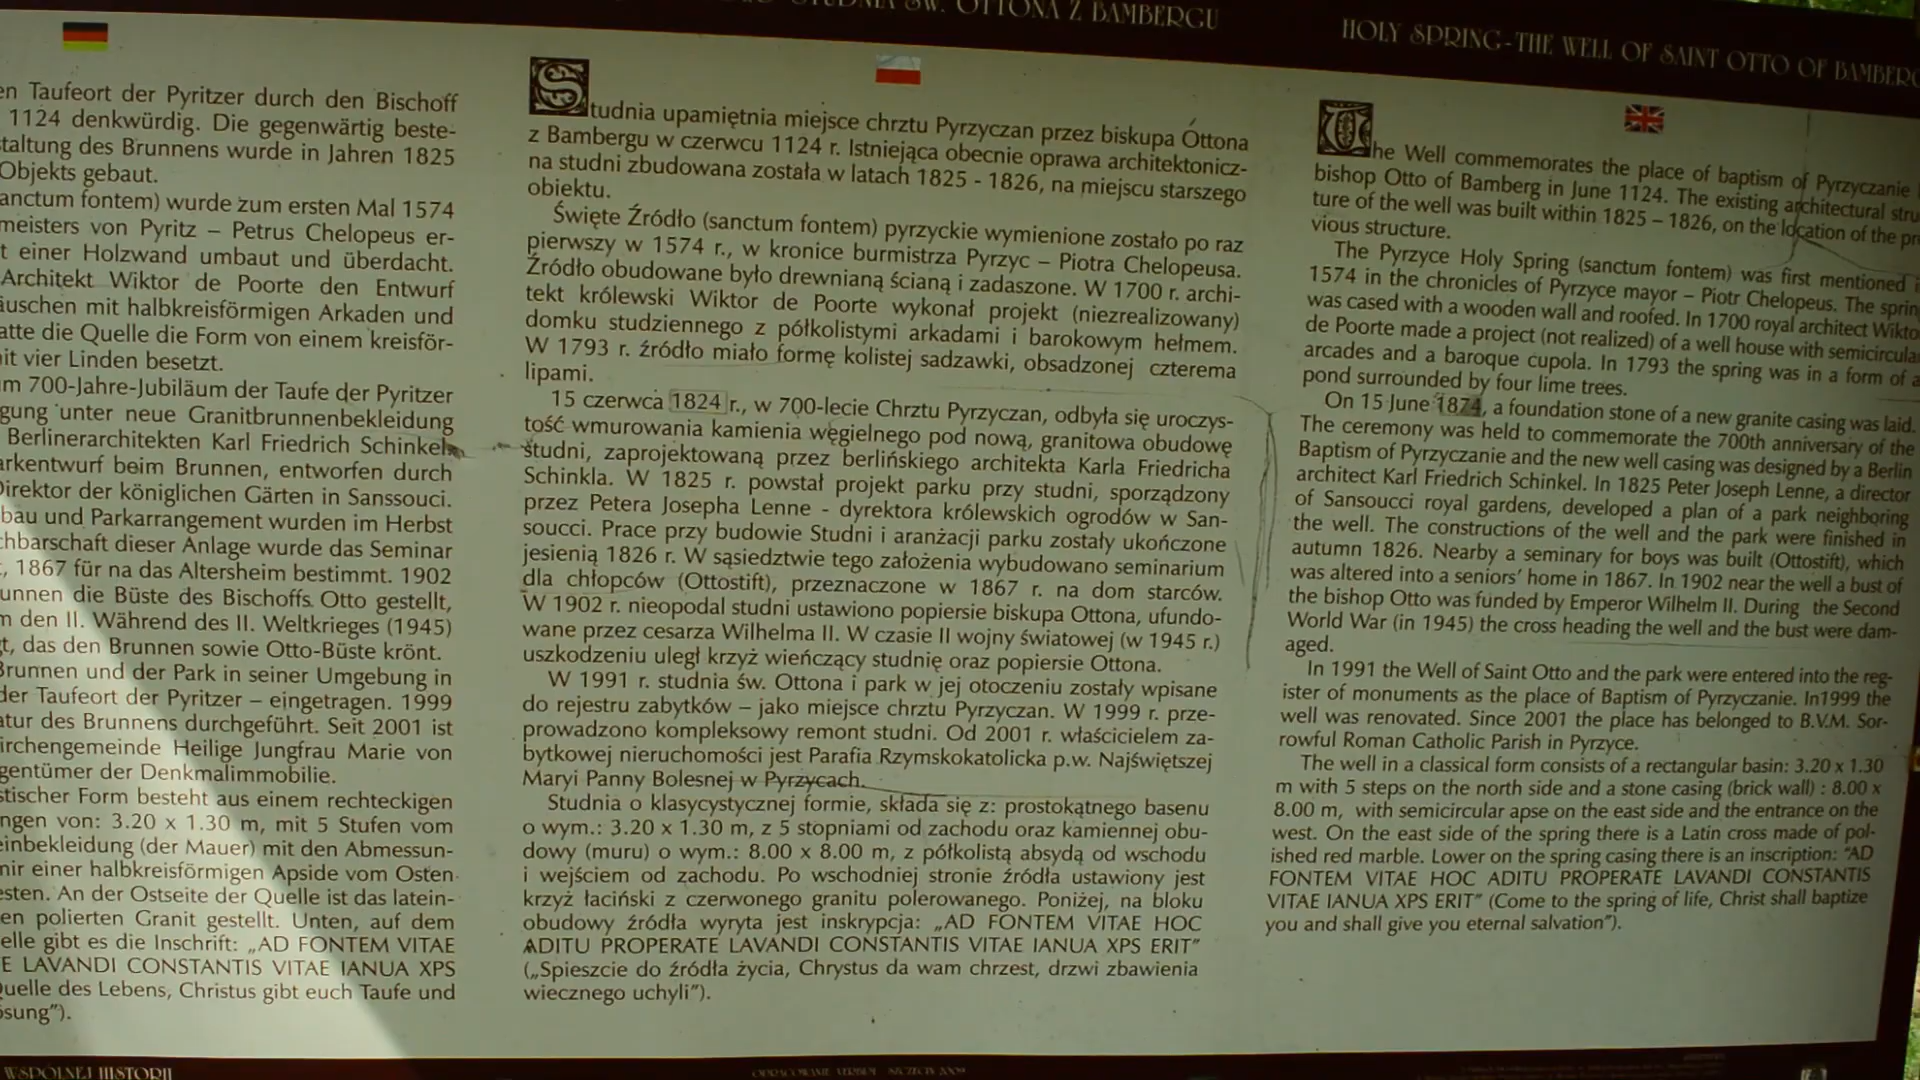 STUDNIA ŚW. OTTONA Z BAMBERGU
HOLY SPRING-THE WELL OF SAINT OTTO OF BAMBERG
en Taufeort der Pyritzer durch den Bischoff
1124 denkwürdig. Die gegenwärtig beste-
taltung des Brunnens wurde in Jahren 1825
Objekts gebaut.
anctum fontem) wurde zum ersten Mal 1574
meisters von Pyritz – Petrus Chelopeus er-
t einer Holzwand umbaut und überdacht.
Architekt Wiktor de Poorte den Entwurf
äuschen mit halbkreisförmigen Arkaden und
atte die Quelle die Form von einem kreisför-
it vier Linden besetzt.
m 700-Jahre-Jubiläum der Taufe der Pyritzer
gung unter neue Granitbrunnenbekleidung
Berlinerarchitekten Karl Friedrich Schinkel
arkentwurf beim Brunnen, entworfen durch
Direktor der königlichen Gärten in Sanssouci.
bau und Parkarrangement wurden im Herbst
chbarschaft dieser Anlage wurde das Seminar
, 1867 für na das Altersheim bestimmt. 1902
unnen die Büste des Bischoffs Otto gestellt,
n den II. Während des II. Weltkrieges (1945)
t, das den Brunnen sowie Otto-Büste krönt.
Brunnen und der Park in seiner Umgebung in
der Taufeort der Pyritzer – eingetragen. 1999
atur des Brunnens durchgeführt. Seit 2001 ist
irchengemeinde Heilige Jungfrau Marie von
gentümer der Denkmalimmobilie.
stischer Form besteht aus einem rechteckigen
ngen von: 3.20 x 1.30 m, mit 5 Stufen vom
einbekleidung (der Mauer) mit den Abmessun-
mir einer halbkreisförmigen Apside vom Osten
esten. An der Ostseite der Quelle ist das latein-
en polierten Granit gestellt. Unten, auf dem
elle gibt es die Inschrift: „AD FONTEM VITAE
E LAVANDI CONSTANTIS VITAE IANUA XPS
Quelle des Lebens, Christus gibt euch Taufe und
ösung”).
Studnia upamiętnia miejsce chrztu Pyrzyczan przez biskupa Ottona
z Bambergu w czerwcu 1124 r. Istniejąca obecnie oprawa architektonicz-
na studni zbudowana została w latach 1825 - 1826, na miejscu starszego
obiektu.
Święte Źródło (sanctum fontem) pyrzyckie wymienione zostało po raz
pierwszy w 1574 r., w kronice burmistrza Pyrzyc – Piotra Chelopeusa.
Źródło obudowane było drewnianą ścianą i zadaszone. W 1700 r. archi-
tekt królewski Wiktor de Poorte wykonał projekt (niezrealizowany)
domku studziennego z półkolistymi arkadami i barokowym hełmem.
W 1793 r. źródło miało formę kolistej sadzawki, obsadzonej czterema
lipami.
15 czerwca 1824 r., w 700-lecie Chrztu Pyrzyczan, odbyła się uroczys-
tość wmurowania kamienia węgielnego pod nową, granitowa obudowę
studni, zaprojektowaną przez berlińskiego architekta Karla Friedricha
Schinkla. W 1825 r. powstał projekt parku przy studni, sporządzony
przez Petera Josepha Lenne - dyrektora królewskich ogrodów w San-
soucci. Prace przy budowie Studni i aranżacji parku zostały ukończone
jesienią 1826 r. W sąsiedztwie tego założenia wybudowano seminarium
dla chłopców (Ottostift), przeznaczone w 1867 r. na dom starców.
W 1902 r. nieopodal studni ustawiono popiersie biskupa Ottona, ufundo-
wane przez cesarza Wilhelma II. W czasie II wojny światowej (w 1945 r.)
uszkodzeniu uległ krzyż wieńczący studnię oraz popiersie Ottona.
W 1991 r. studnia św. Ottona i park w jej otoczeniu zostały wpisane
do rejestru zabytków – jako miejsce chrztu Pyrzyczan. W 1999 r. prze-
prowadzono kompleksowy remont studni. Od 2001 r. właścicielem za-
bytkowej nieruchomości jest Parafia Rzymskokatolicka p.w. Najświętszej
Maryi Panny Bolesnej w Pyrzycach.
Studnia o klasycystycznej formie, składa się z: prostokątnego basenu
o wym.: 3.20 x 1.30 m, z 5 stopniami od zachodu oraz kamiennej obu-
dowy (muru) o wym.: 8.00 x 8.00 m, z półkolistą absydą od wschodu
i wejściem od zachodu. Po wschodniej stronie źródła ustawiony jest
krzyż łaciński z czerwonego granitu polerowanego. Poniżej, na bloku
obudowy źródła wyryta jest inskrypcja: „AD FONTEM VITAE HOC
ADITU PROPERATE LAVANDI CONSTANTIS VITAE IANUA XPS ERIT”
(„Spieszcie do źródła życia, Chrystus da wam chrzest, drzwi zbawienia
wiecznego uchyli”).
The Well commemorates the place of baptism of Pyrzyczanie
bishop Otto of Bamberg in June 1124. The existing architectural struc
ture of the well was built within 1825 – 1826, on the location of the pre
vious structure.
The Pyrzyce Holy Spring (sanctum fontem) was first mentioned i
1574 in the chronicles of Pyrzyce mayor – Piotr Chelopeus. The spring
was cased with a wooden wall and roofed. In 1700 royal architect Wikto
de Poorte made a project (not realized) of a well house with semicircular
arcades and a baroque cupola. In 1793 the spring was in a form of a
pond surrounded by four lime trees.
On 15 June 1874, a foundation stone of a new granite casing was laid.
The ceremony was held to commemorate the 700th anniversary of the
Baptism of Pyrzyczanie and the new well casing was designed by a Berlin
architect Karl Friedrich Schinkel. In 1825 Peter Joseph Lenne, a director
of Sansoucci royal gardens, developed a plan of a park neighboring
the well. The constructions of the well and the park were finished in
autumn 1826. Nearby a seminary for boys was built (Ottostift), which
was altered into a seniors’ home in 1867. In 1902 near the well a bust of
the bishop Otto was funded by Emperor Wilhelm II. During the Second
World War (in 1945) the cross heading the well and the bust were dam-
aged.
In 1991 the Well of Saint Otto and the park were entered into the reg-
ister of monuments as the place of Baptism of Pyrzyczanie. In1999 the
well was renovated. Since 2001 the place has belonged to B.V.M. Sor-
rowful Roman Catholic Parish in Pyrzyce.
The well in a classical form consists of a rectangular basin: 3.20 x 1.30
m with 5 steps on the north side and a stone casing (brick wall) : 8.00 x
8.00 m, with semicircular apse on the east side and the entrance on the
west. On the east side of the spring there is a Latin cross made of pol-
ished red marble. Lower on the spring casing there is an inscription: “AD
FONTEM VITAE HOC ADITU PROPERATE LAVANDI CONSTANTIS
VITAE IANUA XPS ERIT” (Come to the spring of life, Christ shall baptize
you and shall give you eternal salvation”).
WSPÓLNEJ HISTORII